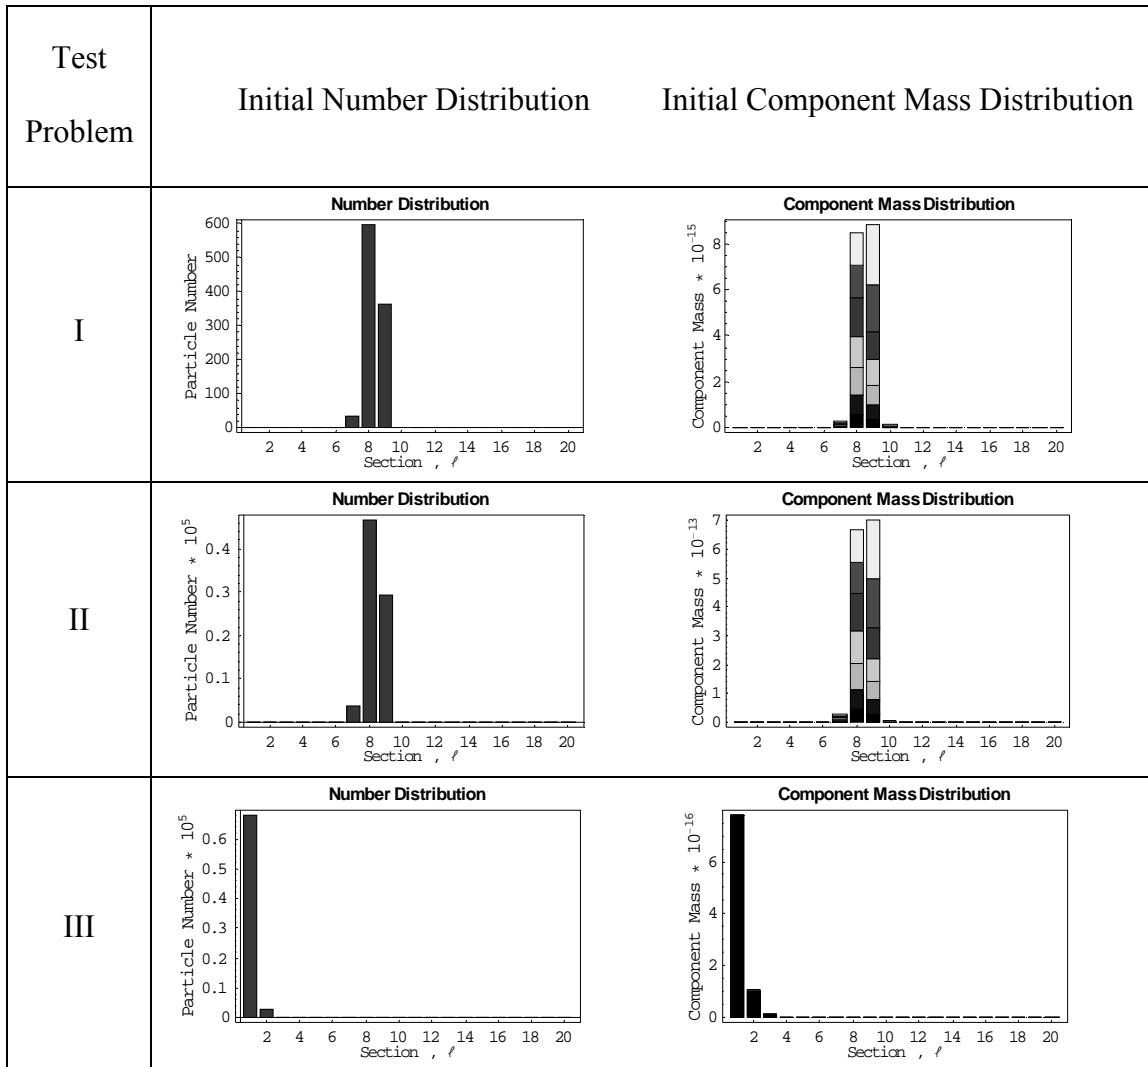 Test
Problem
Initial Number Distribution
Initial Component Mass Distribution
I
Number Distribution
Particle Number
600
500
400
300
200
100
0
2 4 6 8 10 12 14 16 18 20
Section , ℓ
Component Mass Distribution
Component Mass * 10⁻¹⁵
8
6
4
2
0
2 4 6 8 10 12 14 16 18 20
Section , ℓ
II
Number Distribution
Particle Number * 10⁵
0.4
0.3
0.2
0.1
0
2 4 6 8 10 12 14 16 18 20
Section , ℓ
Component Mass Distribution
Component Mass * 10⁻¹³
7
6
5
4
3
2
1
0
2 4 6 8 10 12 14 16 18 20
Section , ℓ
III
Number Distribution
Particle Number * 10⁵
0.6
0.5
0.4
0.3
0.2
0.1
0
2 4 6 8 10 12 14 16 18 20
Section , ℓ
Component Mass Distribution
Component Mass * 10⁻¹⁶
6
4
2
0
2 4 6 8 10 12 14 16 18 20
Section , ℓ